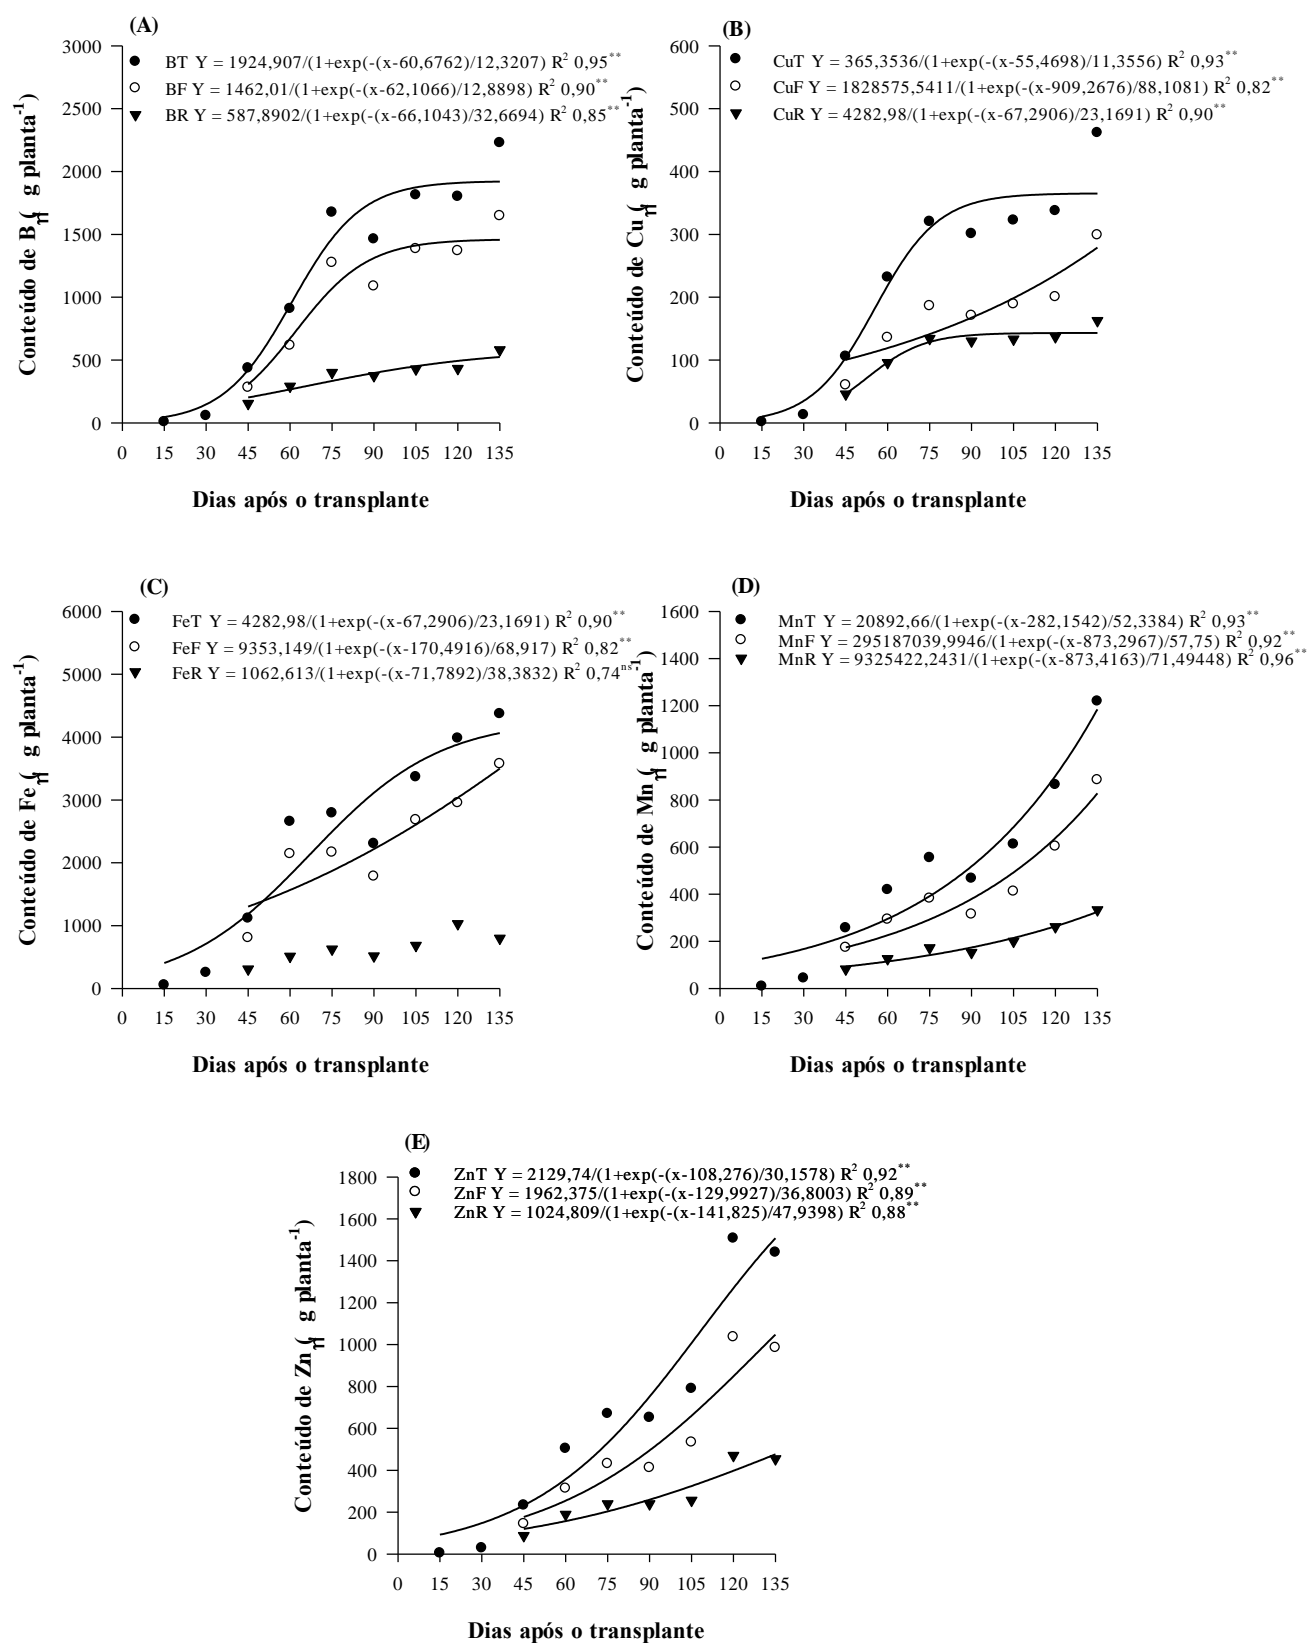 (A)
BT Y = 1924,907/(1+exp(-(x-60,6762)/12,3207) R² 0,95**
BF Y = 1462,01/(1+exp(-(x-62,1066)/12,8898) R² 0,90**
BR Y = 587,8902/(1+exp(-(x-66,1043)/32,6694) R² 0,85**
3000
2500
2000
1500
1000
500
0
Conteúdo de B ( g planta⁻¹)
0 15 30 45 60 75 90 105 120 135
Dias após o transplante
(B)
CuT Y = 365,3536/(1+exp(-(x-55,4698)/11,3556) R² 0,93**
CuF Y = 1828575,5411/(1+exp(-(x-909,2676)/88,1081) R² 0,82**
CuR Y = 4282,98/(1+exp(-(x-67,2906)/23,1691) R² 0,90**
600
500
400
300
200
100
0
Conteúdo de Cu ( g planta⁻¹)
0 15 30 45 60 75 90 105 120 135
Dias após o transplante
(C)
FeT Y = 4282,98/(1+exp(-(x-67,2906)/23,1691) R² 0,90**
FeF Y = 9353,149/(1+exp(-(x-170,4916)/68,917) R² 0,82**
FeR Y = 1062,613/(1+exp(-(x-71,7892)/38,3832) R² 0,74ⁿˢ
6000
5000
4000
3000
2000
1000
0
Conteúdo de Fe ( g planta⁻¹)
0 15 30 45 60 75 90 105 120 135
Dias após o transplante
(D)
MnT Y = 20892,66/(1+exp(-(x-282,1542)/52,3384) R² 0,93**
MnF Y = 295187039,9946/(1+exp(-(x-873,2967)/57,75) R² 0,92**
MnR Y = 9325422,2431/(1+exp(-(x-873,4163)/71,49448) R² 0,96**
1600
1400
1200
1000
800
600
400
200
0
Conteúdo de Mn ( g planta⁻¹)
0 15 30 45 60 75 90 105 120 135
Dias após o transplante
(E)
ZnT Y = 2129,74/(1+exp(-(x-108,276)/30,1578) R² 0,92**
ZnF Y = 1962,375/(1+exp(-(x-129,9927)/36,8003) R² 0,89**
ZnR Y = 1024,809/(1+exp(-(x-141,825)/47,9398) R² 0,88**
1800
1600
1400
1200
1000
800
600
400
200
0
Conteúdo de Zn ( g planta⁻¹)
0 15 30 45 60 75 90 105 120 135
Dias após o transplante